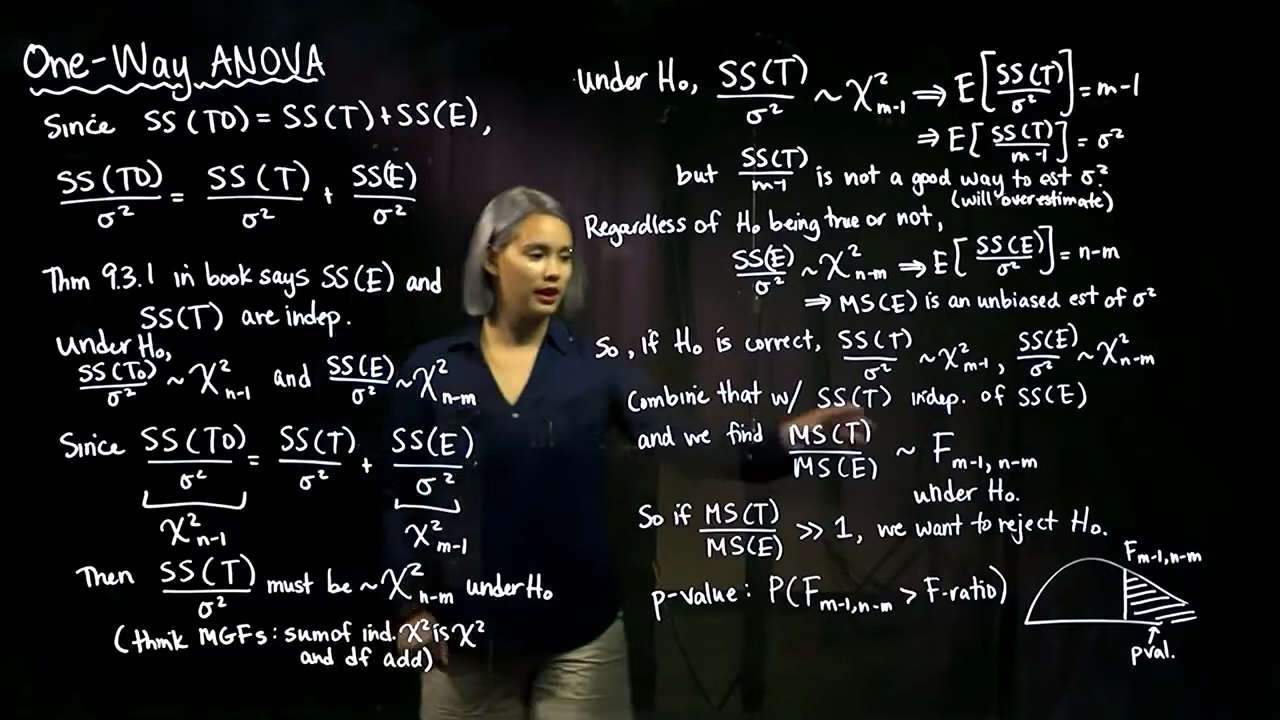 One-Way ANOVA
Since SS(TO) = SS(T) + SS(E),
SS(TO)/σ² = SS(T)/σ² + SS(E)/σ²
Thm 9.3.1 in book says SS(E) and
SS(T) are indep.
Under H₀,
SS(TO)/σ² ~ χ²ₙ₋₁ and SS(E)/σ² ~ χ²ₙ₋ₘ
Since SS(TO)/σ² = SS(T)/σ² + SS(E)/σ²
χ²ₙ₋₁ χ²ₘ₋₁
Then SS(T)/σ² must be ~ χ²ₙ₋ₘ under H₀
(think MGFs: sum of ind. χ² is χ²
and df add)
Under H₀, SS(T)/σ² ~ χ²ₘ₋₁ ⇒ E[SS(T)/σ²] = m-1
⇒ E[SS(T)/m-1] = σ²
but SS(T)/m-1 is not a good way to est σ².
(will overestimate)
Regardless of H₀ being true or not,
SS(E)/σ² ~ χ²ₙ₋ₘ ⇒ E[SS(E)/σ²] = n-m
⇒ MS(E) is an unbiased est of σ²
So, if H₀ is correct, SS(T)/σ² ~ χ²ₘ₋₁, SS(E)/σ² ~ χ²ₙ₋ₘ
Combine that w/ SS(T) indep. of SS(E)
and we find MS(T)/MS(E) ~ Fₘ₋₁,ₙ₋ₘ
under H₀.
So if MS(T)/MS(E) >> 1, we want to reject H₀.
p-value: P(Fₘ₋₁,ₙ₋ₘ > F-ratio)
Fₘ₋₁,ₙ₋ₘ
pval.